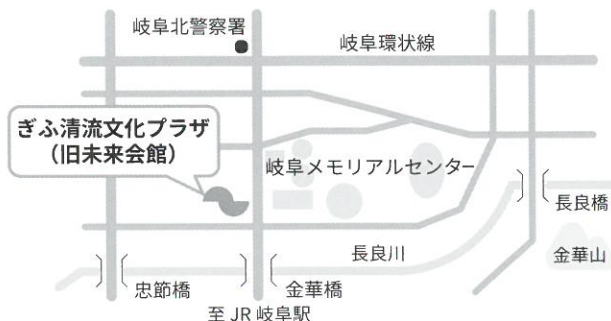 岐阜北警察署
岐阜環状線
ぎふ清流文化プラザ
（旧未来会館）
岐阜メモリアルセンター
長良橋
長良川
金華山
忠節橋
金華橋
至 JR 岐阜駅